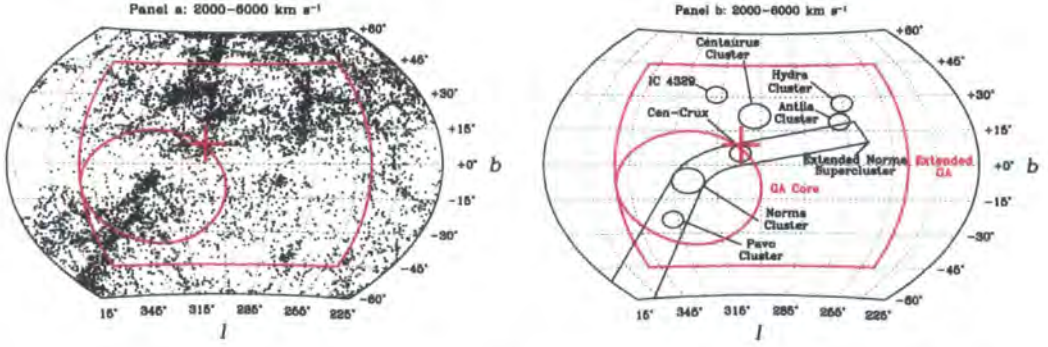 Panel a: 2000-6000 km s⁻¹
+60°
+45°
+30°
+15°
+0°
b
-15°
-30°
-45°
-60°
15° 345° 315° 285° 255° 225°
l
Panel b: 2000-6000 km s⁻¹
+60°
Centaurus
Cluster
+45°
IC 4329
Hydra
Cluster
+30°
Cen-Crux
Antlia
Cluster
+15°
Extended Norma
Supercluster
Extended
GA
+0°
b
GA Core
-15°
Norma
Cluster
-30°
Pavo
Cluster
-45°
-60°
15° 345° 315° 285° 255° 225°
l